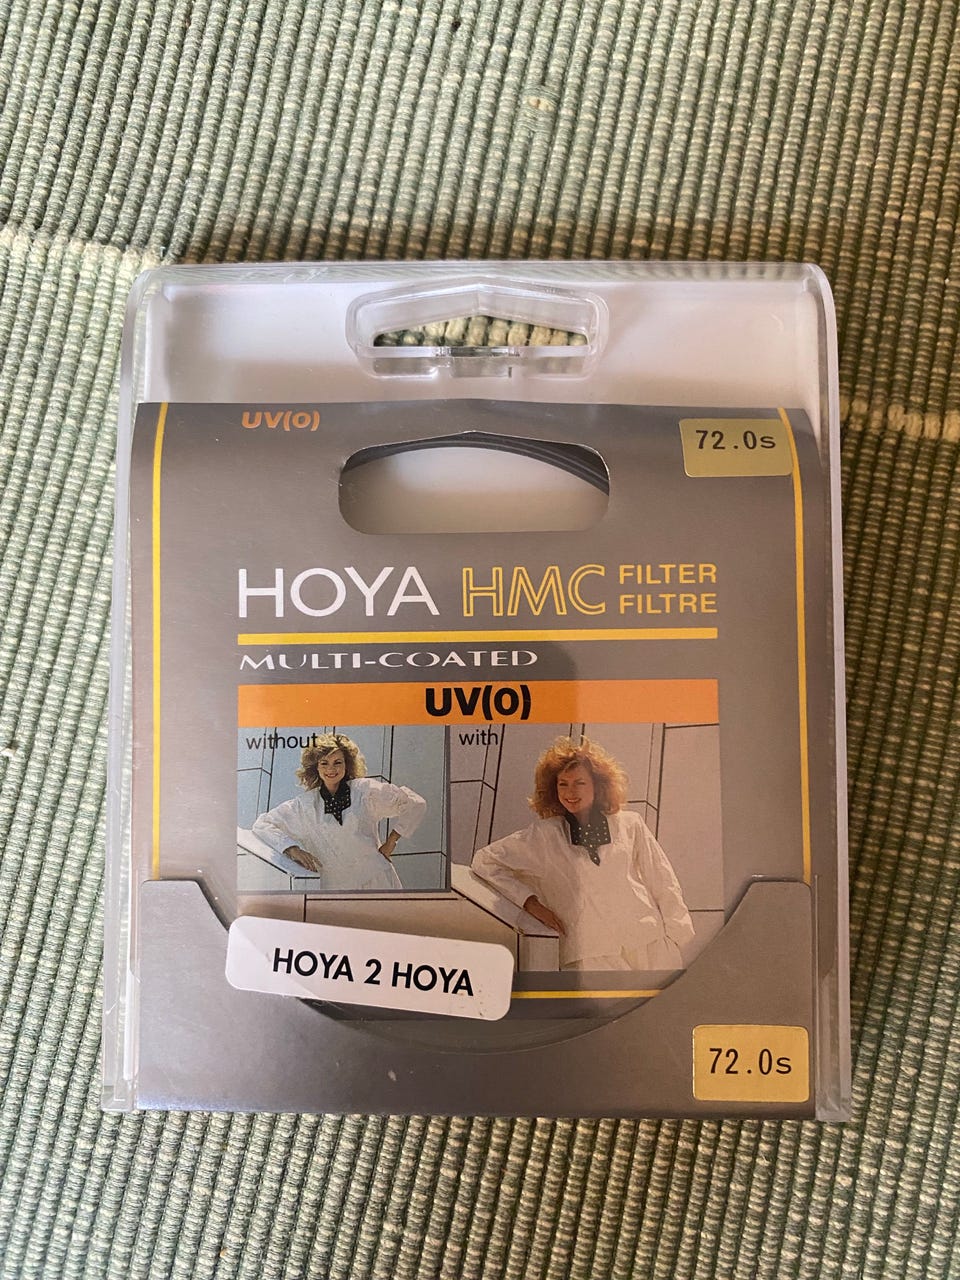 UV(0)
72.0s
HOYA HMC FILTER
FILTRE
MULTI-COATED
UV(0)
without
with
HOYA 2 HOYA
72.0s